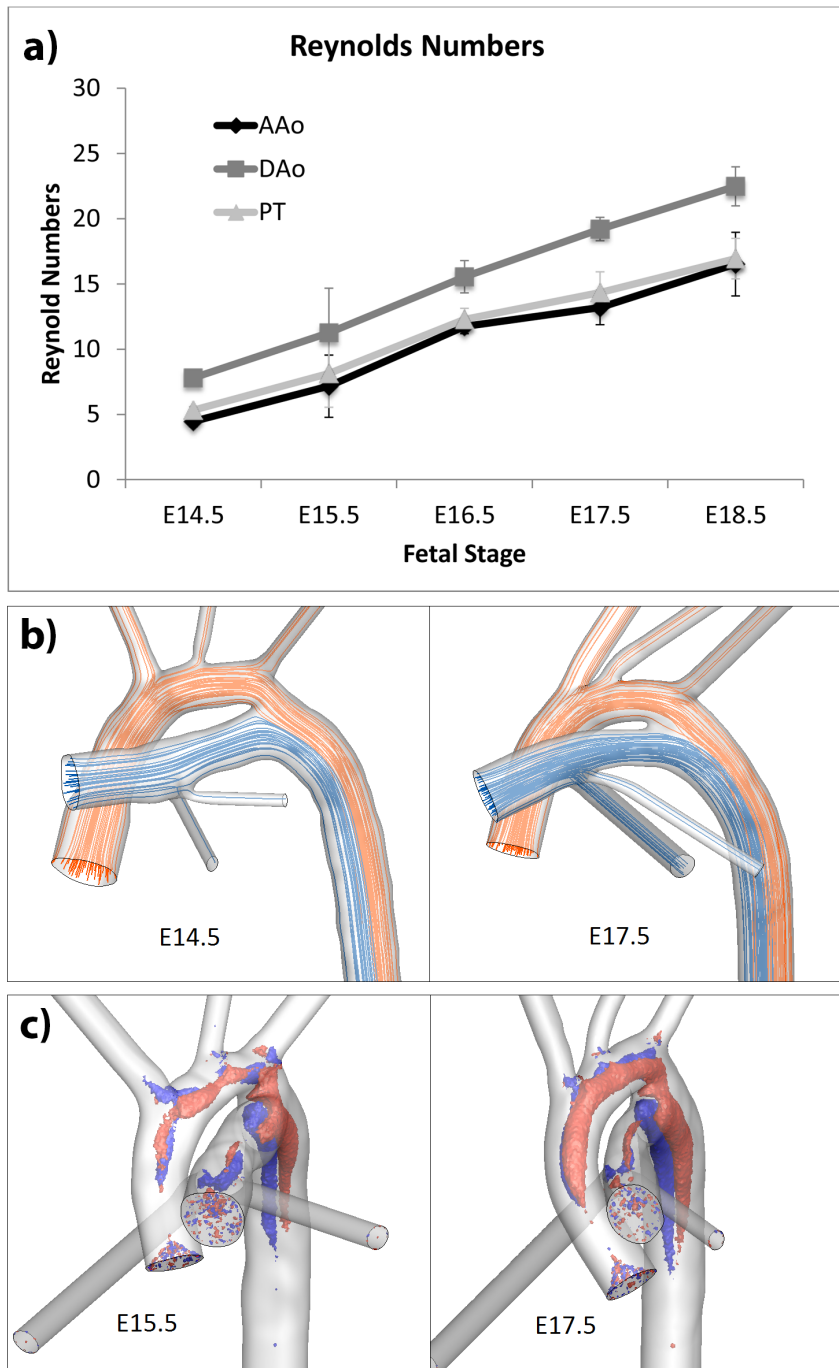 a)
Reynolds Numbers
30
25
20
15
10
5
0
Reynold Numbers
AAo
DAo
PT
E14.5
E15.5
E16.5
E17.5
E18.5
Fetal Stage
b)
E14.5
E17.5
c)
E15.5
E17.5